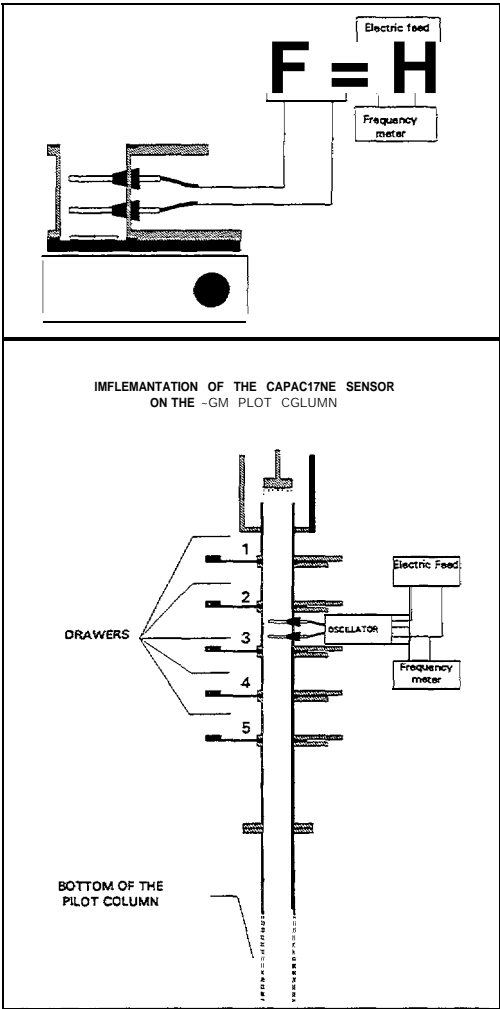 Electric feed
F = H
Frequency
meter
IMFLEMANTATION OF THE CAPAC17NE SENSOR
ON THE -GM PLOT CGLUMN
1
2
3
4
5
DRAWERS
OSCILLATOR
Electric Feed
Frequency
meter
BOTTOM OF THE
PILOT COLUMN